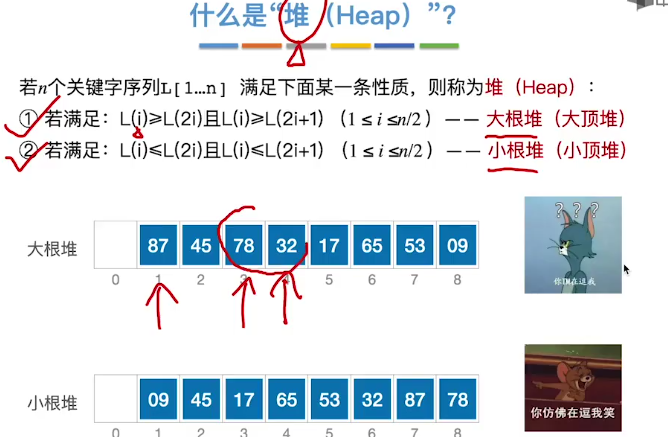 什么是“堆（Heap）”?
若n个关键字序列L[1…n] 满足下面某一条性质，则称为堆（Heap）：
① 若满足：L(i)≥L(2i)且L(i)≥L(2i+1)（1 ≤ i ≤n/2 ）—— 大根堆（大顶堆）
② 若满足：L(i)≤L(2i)且L(i)≤L(2i+1)（1 ≤ i ≤n/2 ）—— 小根堆（小顶堆）
？？？
大根堆 87 45 78 32 17 65 53 09
0 1 2 3 4 5 6 7 8
你TM在逗我
小根堆 09 45 17 65 53 32 87 78
你仿佛在逗我笑
0 1 2 3 4 5 6 7 8